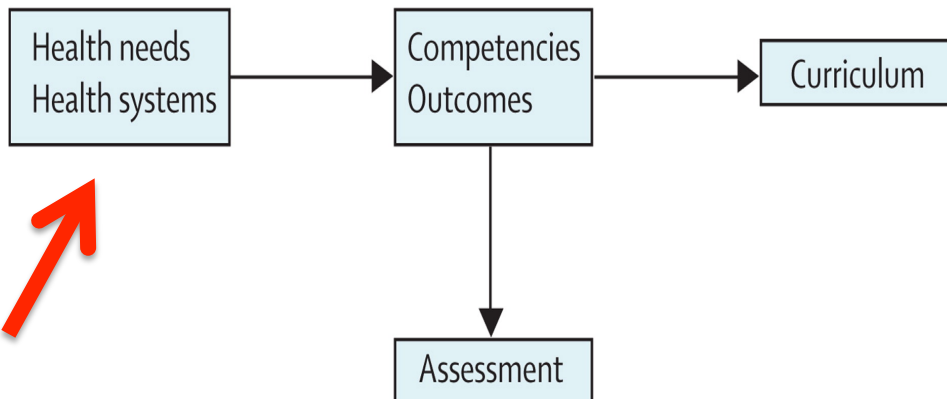 Health needs
Health systems
Competencies
Outcomes
Curriculum
Assessment